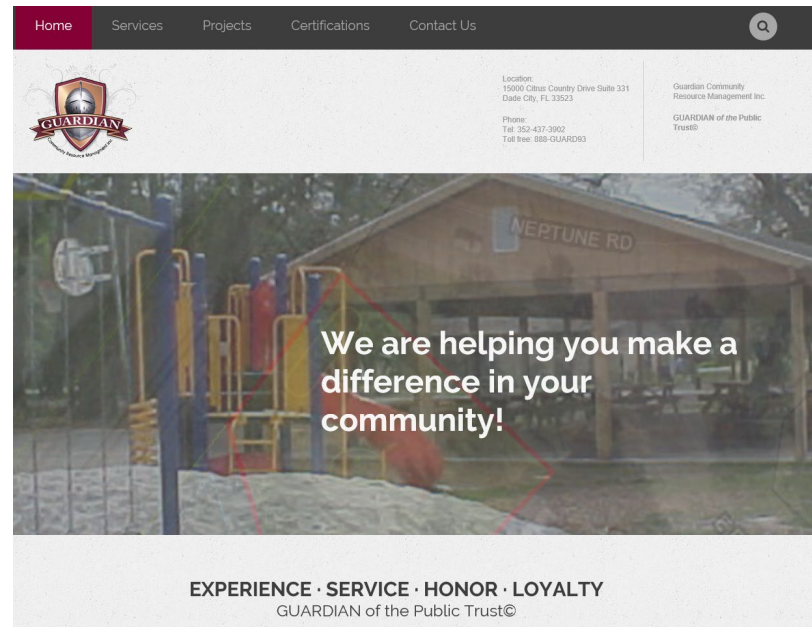 Home
Services
Projects
Certifications
Contact Us
GUARDIAN
Community Resource Management Inc.
Location:
15000 Citrus Country Drive Suite 331
Dade City, FL 33523
Phone:
Tel: 352-437-3902
Toll free: 888-GUARD93
Guardian Community
Resource Management Inc.
GUARDIAN of the Public
Trust©
NEPTUNE RD
We are helping you make a
difference in your
community!
EXPERIENCE · SERVICE · HONOR · LOYALTY
GUARDIAN of the Public Trust©